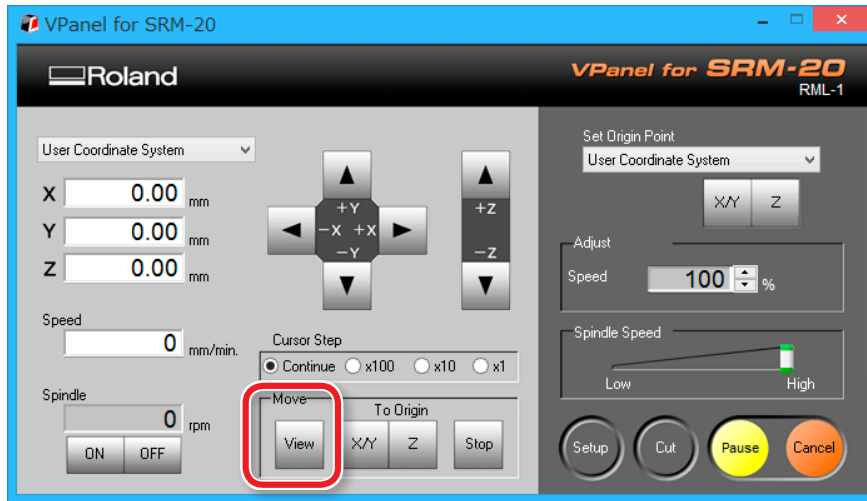 VPanel for SRM-20
Roland
VPanel for SRM-20
RML-1
User Coordinate System
X 0.00 mm
Y 0.00 mm
Z 0.00 mm
Speed
0 mm/min.
Spindle
0 rpm
ON OFF
+Y
-X +X
-Y
+Z
-Z
Cursor Step
Continue x100 x10 x1
Move
To Origin
View X/Y Z Stop
Set Origin Point
User Coordinate System
X/Y Z
Adjust
Speed 100 %
Spindle Speed
Low High
Setup Cut Pause Cancel